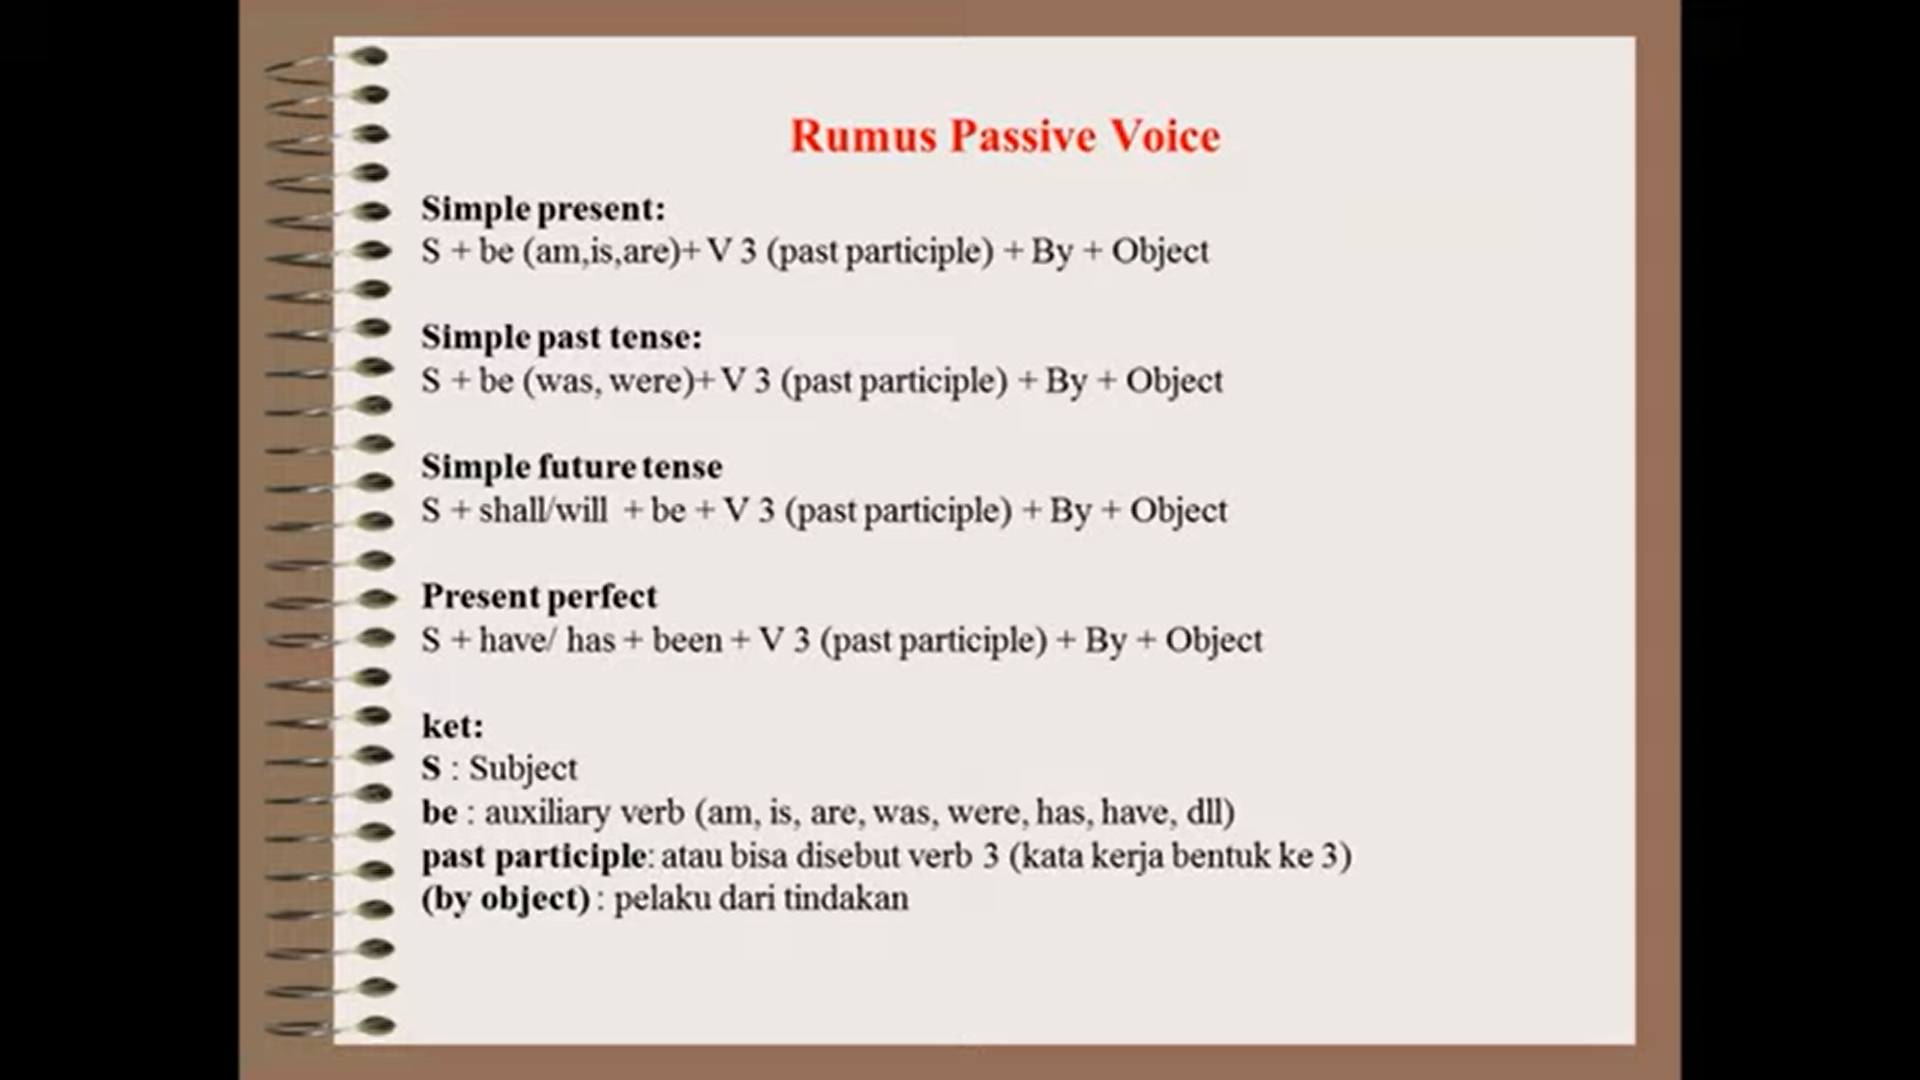 Rumus Passive Voice
Simple present:
S + be (am,is,are)+ V 3 (past participle) + By + Object
Simple past tense:
S + be (was, were)+ V 3 (past participle) + By + Object
Simple future tense
S + shall/will + be + V 3 (past participle) + By + Object
Present perfect
S + have/ has + been + V 3 (past participle) + By + Object
ket:
S : Subject
be : auxiliary verb (am, is, are, was, were, has, have, dll)
past participle: atau bisa disebut verb 3 (kata kerja bentuk ke 3)
(by object) : pelaku dari tindakan